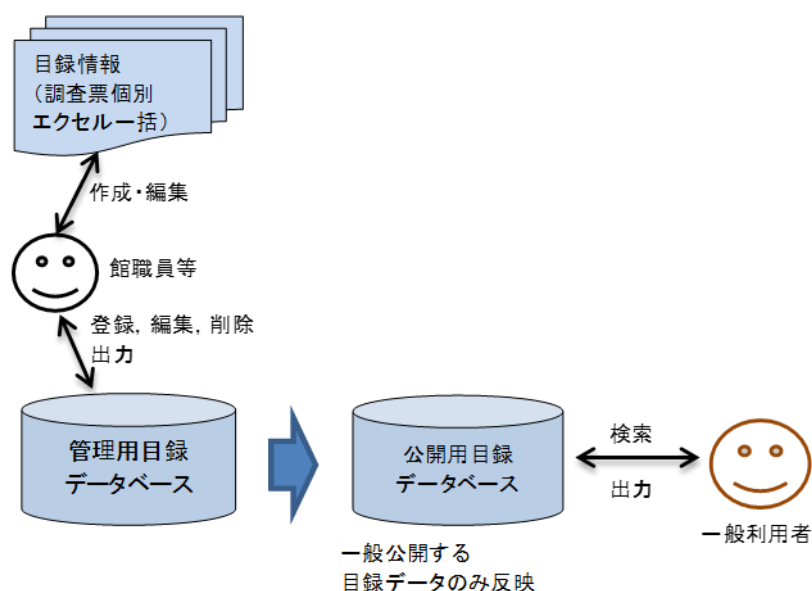 目録情報
（調査票個別
エクセル一括）
作成・編集
館職員等
登録，編集，削除
出力
管理用目録
データベース
公開用目録
データベース
検索
出力
一般利用者
一般公開する
目録データのみ反映